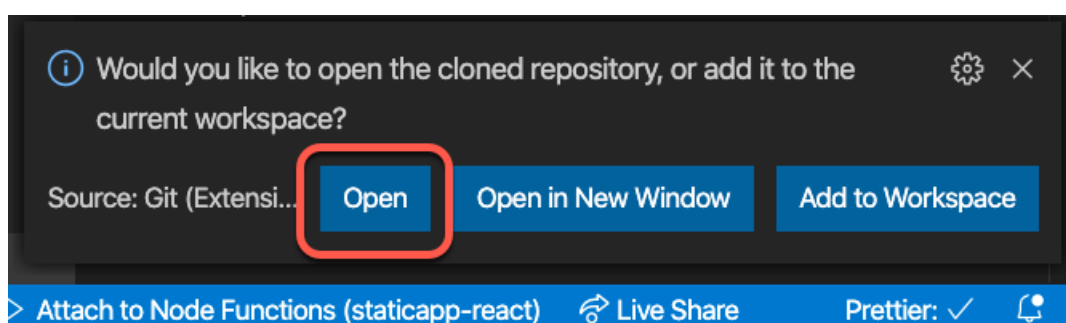 Would you like to open the cloned repository, or add it to the
current workspace?
Source: Git (Extensi... Open Open in New Window Add to Workspace
Attach to Node Functions (staticapp-react) Live Share Prettier: ✓